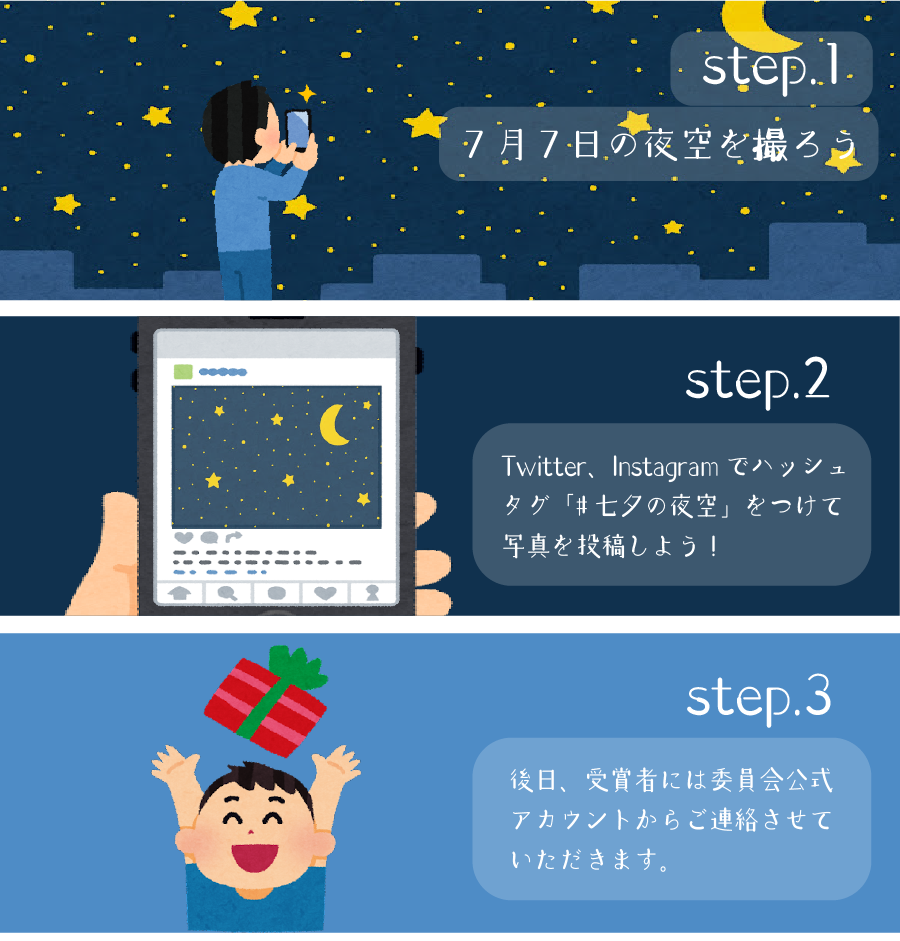 step.1
７月７日の夜空を撮ろう
step.2
Twitter、Instagramでハッシュ
タグ「#七夕の夜空」をつけて
写真を投稿しよう！
step.3
後日、受賞者には委員会公式
アカウントからご連絡させて
いただきます。